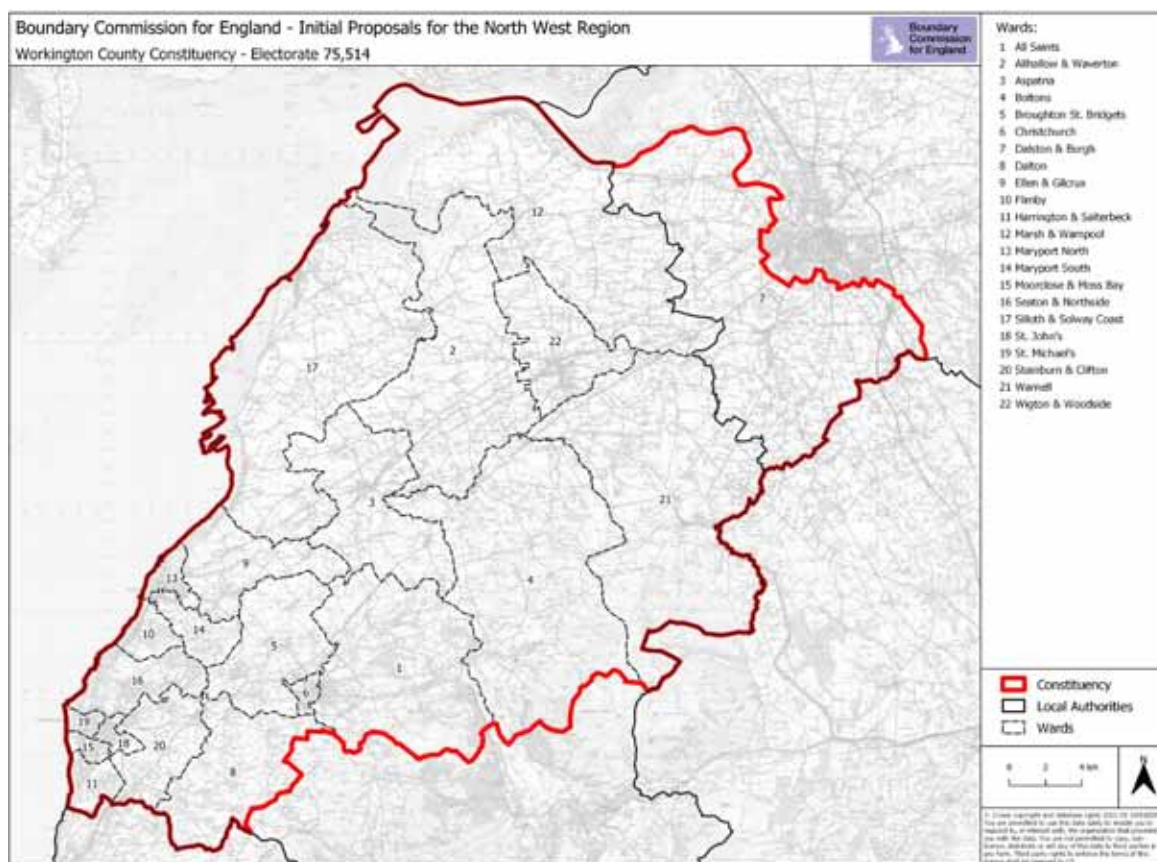 Boundary Commission for England - Initial Proposals for the North West Region
Workington County Constituency - Electorate 75,514
Boundary
Commission
for England
Wards:
1 All Saints
2 Allhallow & Waverton
3 Aspatria
4 Boltons
5 Broughton St. Bridgets
6 Christchurch
7 Dalston & Burgh
8 Dalton
9 Ellen & Gilcrux
10 Flimby
11 Harrington & Salterbeck
12 Marsh & Wampool
13 Maryport North
14 Maryport South
15 Moorclose & Moss Bay
16 Seaton & Northside
17 Silloth & Solway Coast
18 St. John's
19 St. Michael's
20 Stainburn & Clifton
21 Warnell
22 Wigton & Woodside
12
7
22
2
17
3
21
9
4
13
14
10
5
1
16
6
19
18
15
20
8
11
Constituency
Local Authorities
Wards
0 2 4 km
N